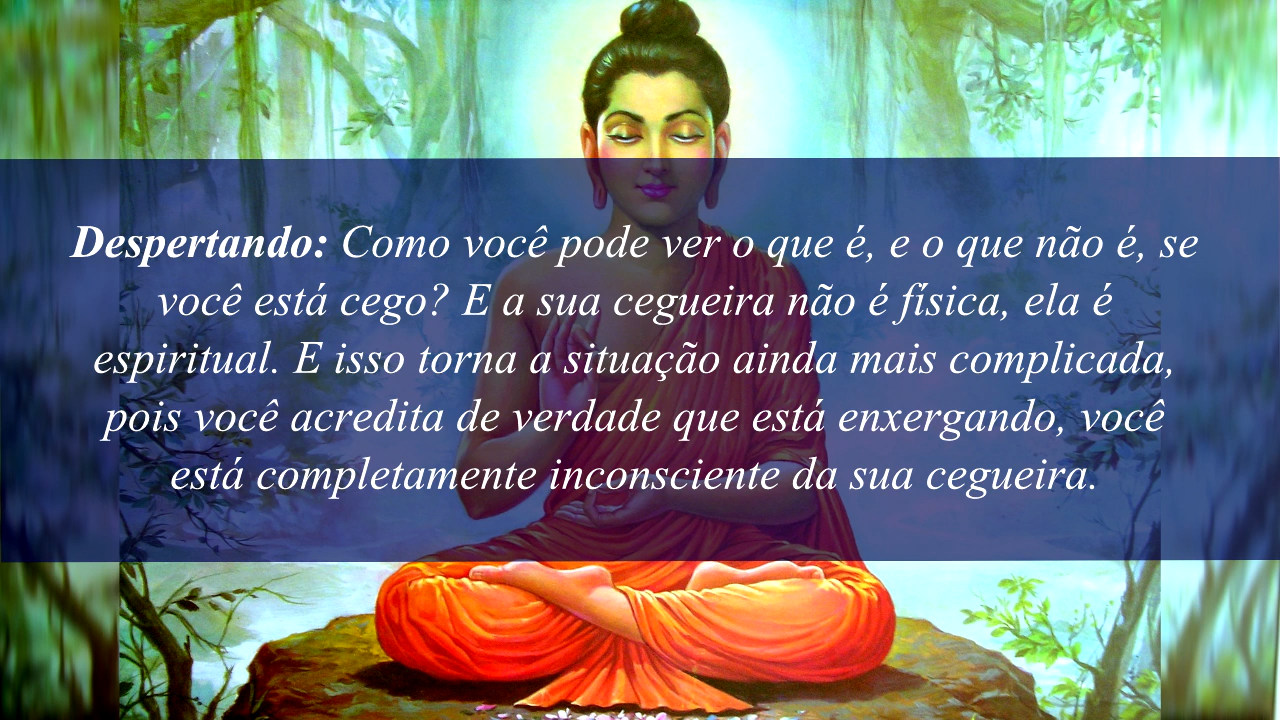 Despertando: Como você pode ver o que é, e o que não é, se
você está cego? E a sua cegueira não é física, ela é
espiritual. E isso torna a situação ainda mais complicada,
pois você acredita de verdade que está enxergando, você
está completamente inconsciente da sua cegueira.